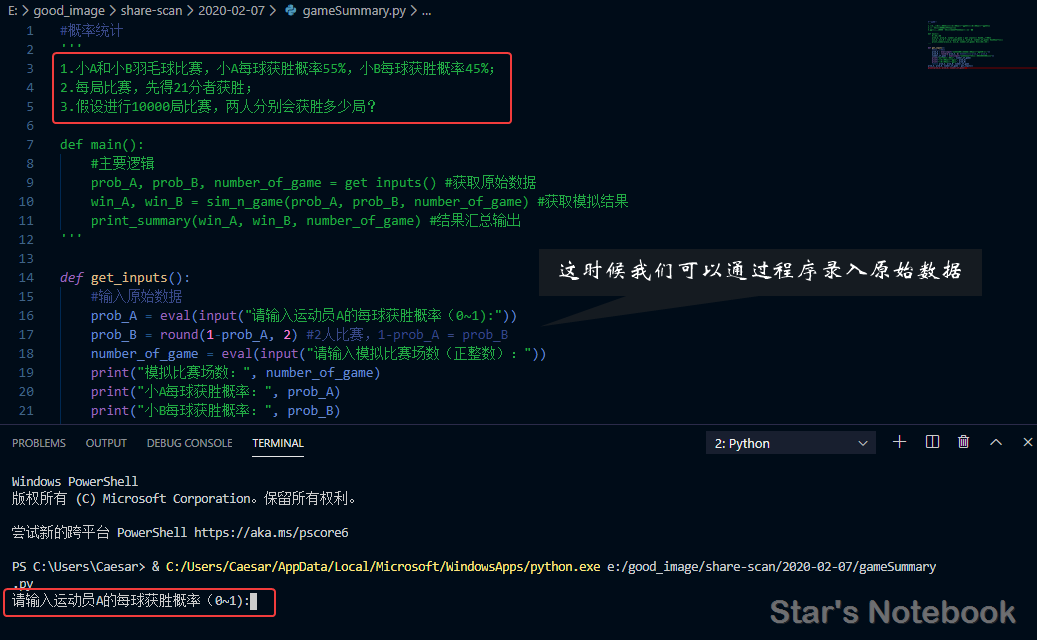 E: > good_image > share-scan > 2020-02-07 > gameSummary.py > ...
1 #概率统计
2 '''
3 1.小A和小B羽毛球比赛，小A每球获胜概率55%，小B每球获胜概率45%；
4 2.每局比赛，先得21分者获胜；
5 3.假设进行10000局比赛，两人分别会获胜多少局？
6
7 def main():
8 #主要逻辑
9 prob_A, prob_B, number_of_game = get inputs() #获取原始数据
10 win_A, win_B = sim_n_game(prob_A, prob_B, number_of_game) #获取模拟结果
11 print_summary(win_A, win_B, number_of_game) #结果汇总输出
12 '''
13
这时候我们可以通过程序录入原始数据
14 def get_inputs():
15 #输入原始数据
16 prob_A = eval(input("请输入运动员A的每球获胜概率（0~1）:"))
17 prob_B = round(1-prob_A, 2) #2人比赛，1-prob_A = prob_B
18 number_of_game = eval(input("请输入模拟比赛场数（正整数）："))
19 print("模拟比赛场数：", number_of_game)
20 print("小A每球获胜概率：", prob_A)
21 print("小B每球获胜概率：", prob_B)
PROBLEMS OUTPUT DEBUG CONSOLE TERMINAL 2: Python
Windows PowerShell
版权所有 (C) Microsoft Corporation。保留所有权利。
尝试新的跨平台 PowerShell https://aka.ms/pscore6
PS C:\Users\Caesar> & C:/Users/Caesar/AppData/Local/Microsoft/WindowsApps/python.exe e:/good_image/share-scan/2020-02-07/gameSummary
.py
请输入运动员A的每球获胜概率（0~1）:
Star's Notebook